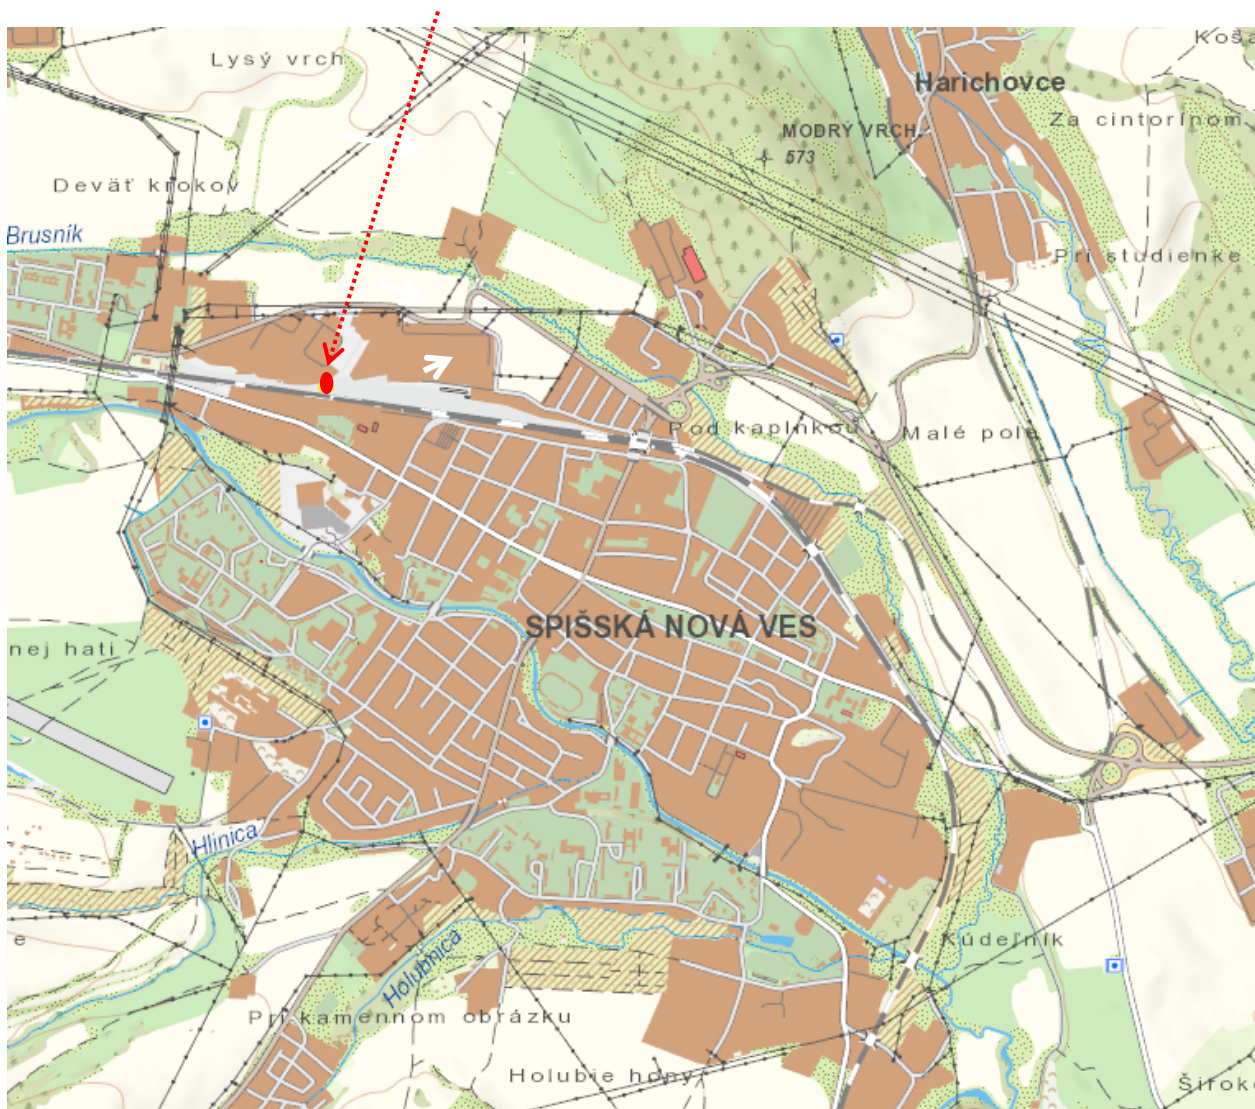 Koša
Lysý vrch
Harichovce
Za cintorínom
MODRÝ VRCH
573
Deväť krokov
Brusník
Pri studienke
Pod kaplnkou
Malé pole
SPIŠSKÁ NOVÁ VES
nej hati
Hlinica
e
Kúdeľník
Holubnica
Pri kamennom obrázku
Holubie hony
Široké